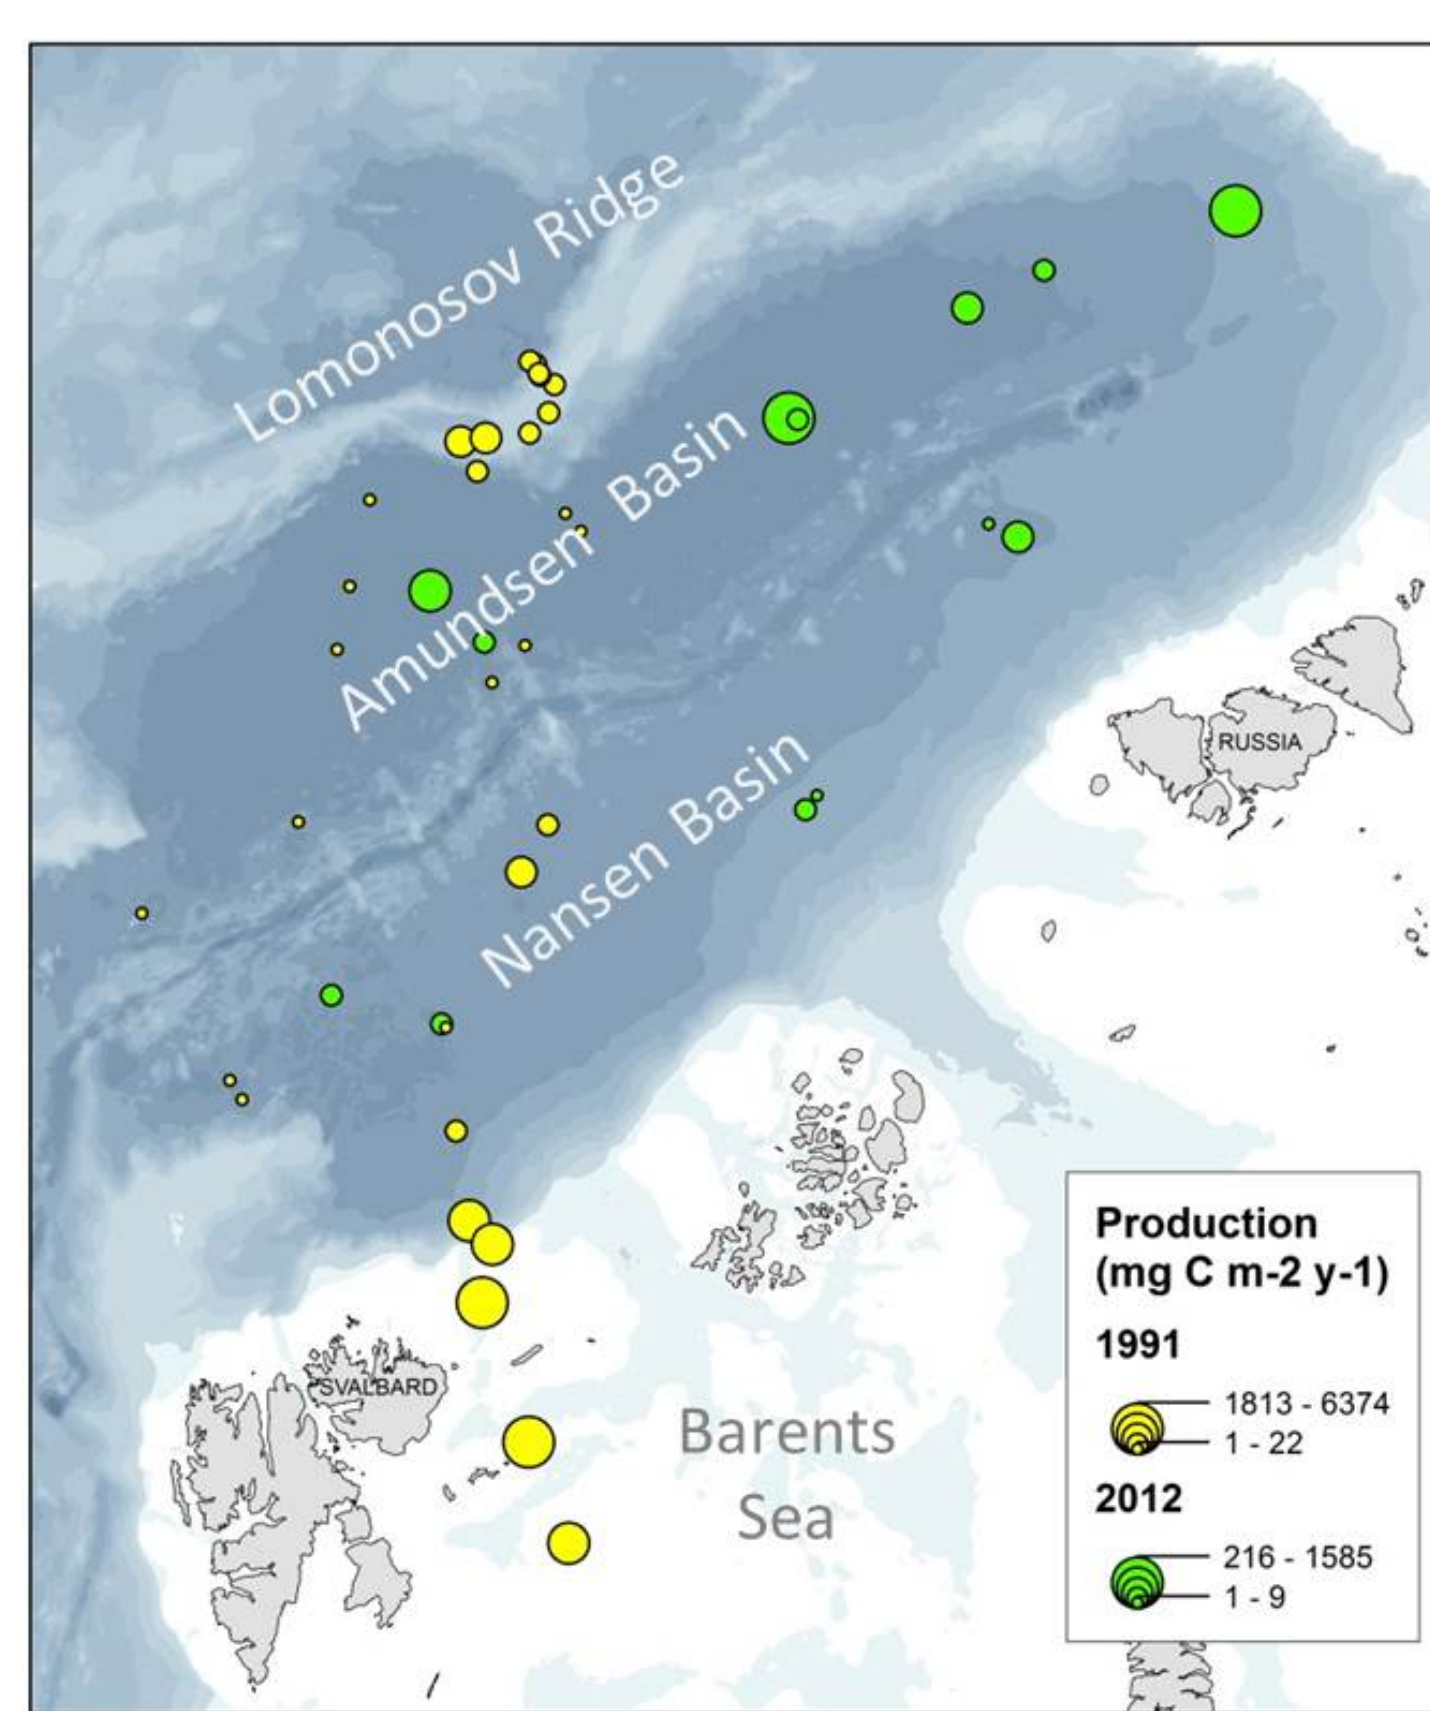 Lomonosov Ridge
Amundsen Basin
Nansen Basin
RUSSIA
SVALBARD
Barents
Sea
Production
(mg C m-2 y-1)
1991
1813 - 6374
1 - 22
2012
216 - 1585
1 - 9